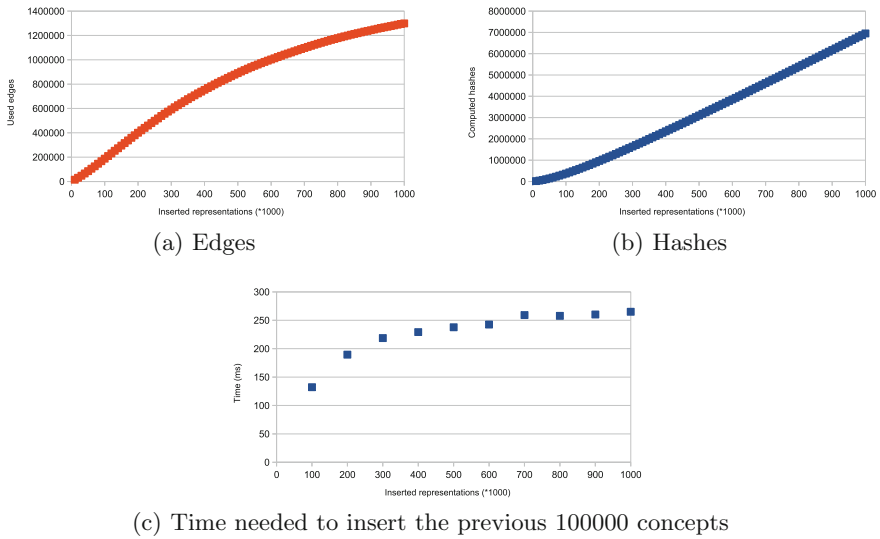 1400000
1200000
1000000
800000
600000
400000
200000
0
Used edges
0 100 200 300 400 500 600 700 800 900 1000
Inserted representations (*1000)
(a) Edges
8000000
7000000
6000000
5000000
4000000
3000000
2000000
1000000
0
Computed hashes
0 100 200 300 400 500 600 700 800 900 1000
Inserted representations (*1000)
(b) Hashes
300
250
200
150
100
50
0
Time (ms)
0 100 200 300 400 500 600 700 800 900 1000
Inserted representations (*1000)
(c) Time needed to insert the previous 100000 concepts